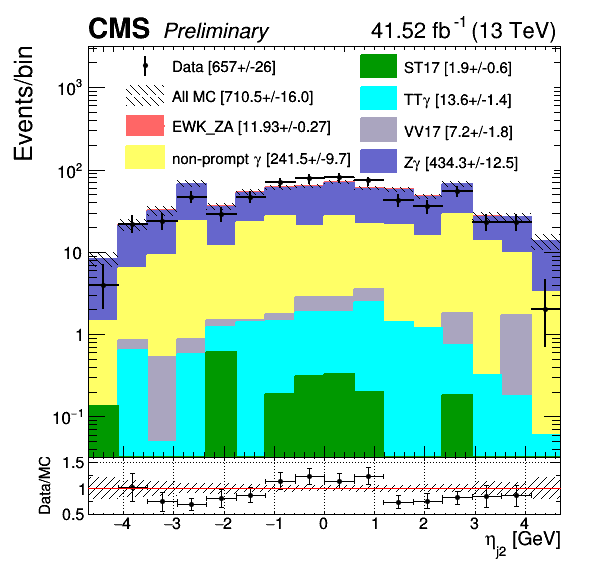 CMS Preliminary 41.52 fb⁻¹ (13 TeV)
Events/bin
10³
10²
10
1
10⁻¹
Data [657+/-26]
All MC [710.5+/-16.0]
EWK_ZA [11.93+/-0.27]
non-prompt γ [241.5+/-9.7]
ST17 [1.9+/-0.6]
TTγ [13.6+/-1.4]
VV17 [7.2+/-1.8]
Zγ [434.3+/-12.5]
Data/MC
1.5
1
0.5
−4 −3 −2 −1 0 1 2 3 4
η_j2 [GeV]